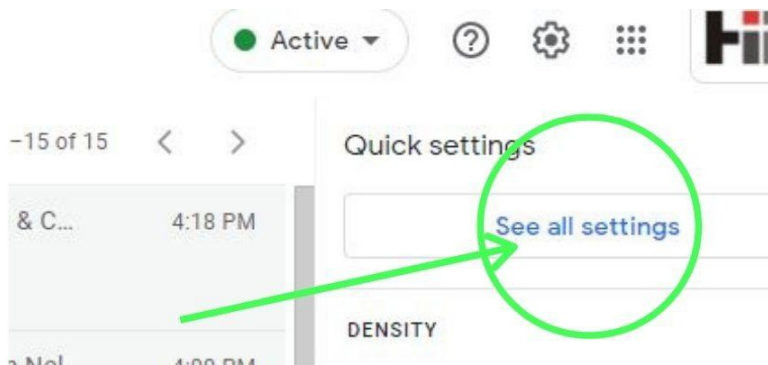 Active
–15 of 15
Quick settings
& C... 4:18 PM
See all settings
DENSITY